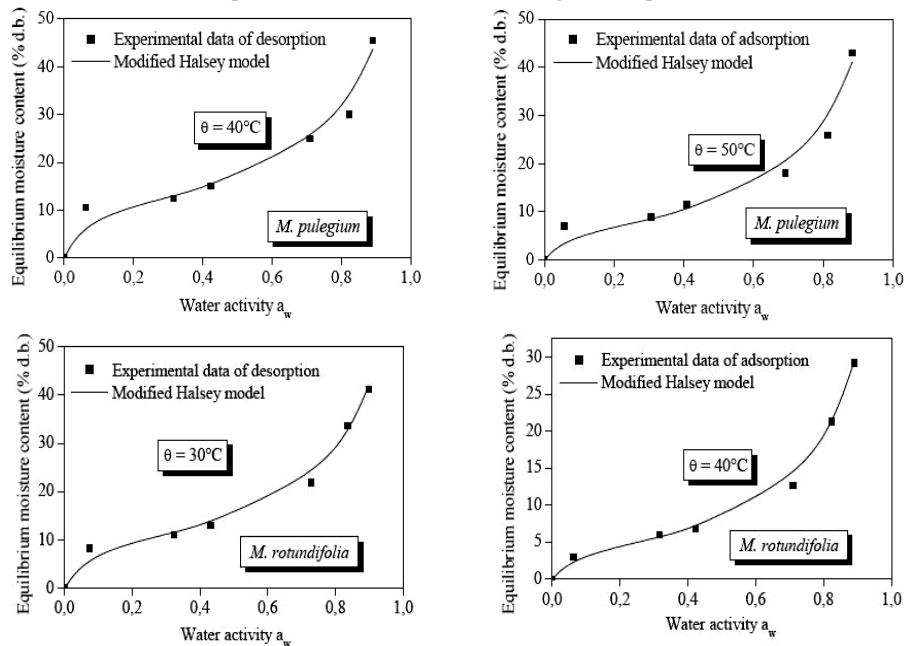 50
40
30
20
10
0
Equilibrium moisture content (% d.b.)
Experimental data of desorption
Modified Halsey model
θ = 40°C
M. pulegium
0,0 0,2 0,4 0,6 0,8 1,0
Water activity a_w
50
40
30
20
10
0
Equilibrium moisture content (% d.b.)
Experimental data of adsorption
Modified Halsey model
θ = 50°C
M. pulegium
0,0 0,2 0,4 0,6 0,8 1,0
Water activity a_w
50
40
30
20
10
0
Equilibrium moisture content (% d.b.)
Experimental data of desorption
Modified Halsey model
θ = 30°C
M. rotundifolia
0,0 0,2 0,4 0,6 0,8 1,0
Water activity a_w
30
25
20
15
10
5
0
Equilibrium moisture content (% d.b.)
Experimental data of adsorption
Modified Halsey model
θ = 40°C
M. rotundifolia
0,0 0,2 0,4 0,6 0,8 1,0
Water activity a_w